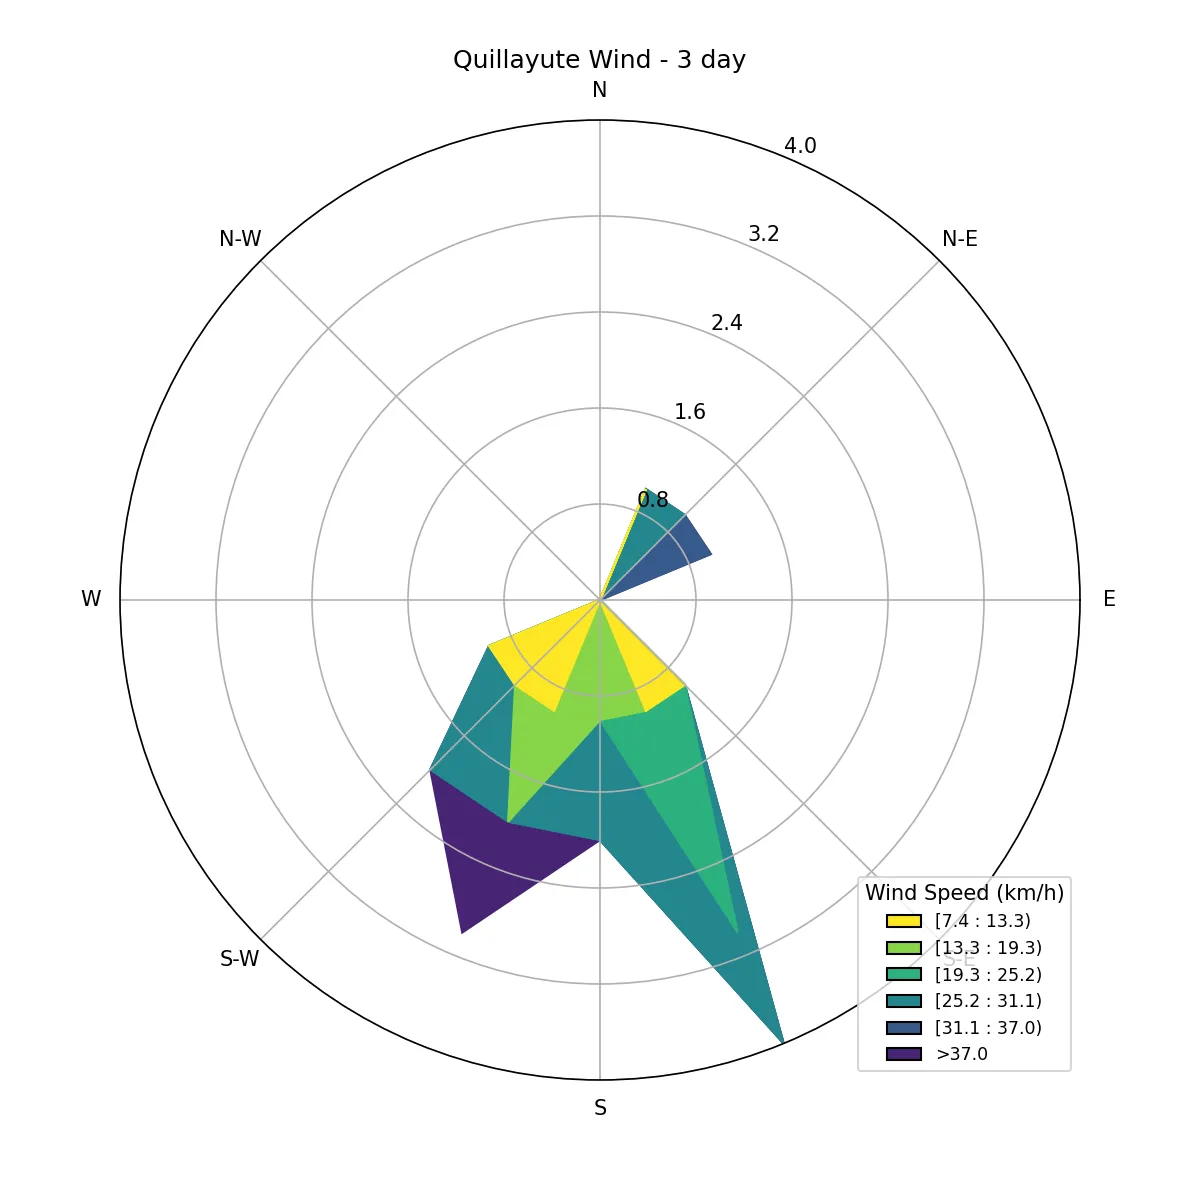 Quillayute Wind - 3 day
N
4.0
N-W
3.2
N-E
2.4
1.6
0.8
W
E
Wind Speed (km/h)
[7.4 : 13.3)
[13.3 : 19.3)
S-W
S-E
[19.3 : 25.2)
[25.2 : 31.1)
[31.1 : 37.0)
>37.0
S